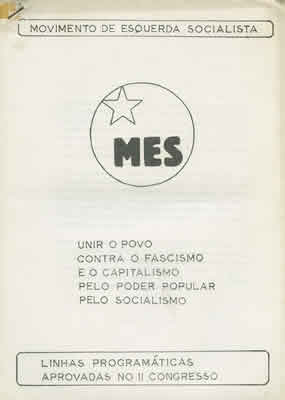 MOVIMENTO DE ESQUERDA SOCIALISTA
MES
UNIR O POVO
CONTRA O FASCISMO
E O CAPITALISMO
PELO PODER POPULAR
PELO SOCIALISMO
LINHAS PROGRAMÁTICAS
APROVADAS NO II CONGRESSO